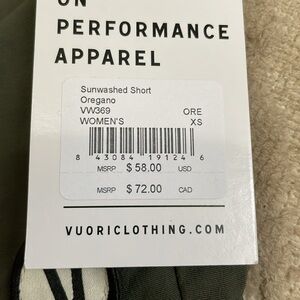 ON
PERFORMANCE
APPAREL
Sunwashed Short
Oregano
VW369 ORE
WOMEN'S XS
8 43084 19124 6
MSRP $ 58.00 USD
MSRP $ 72.00 CAD
VUORICLOTHING.COM